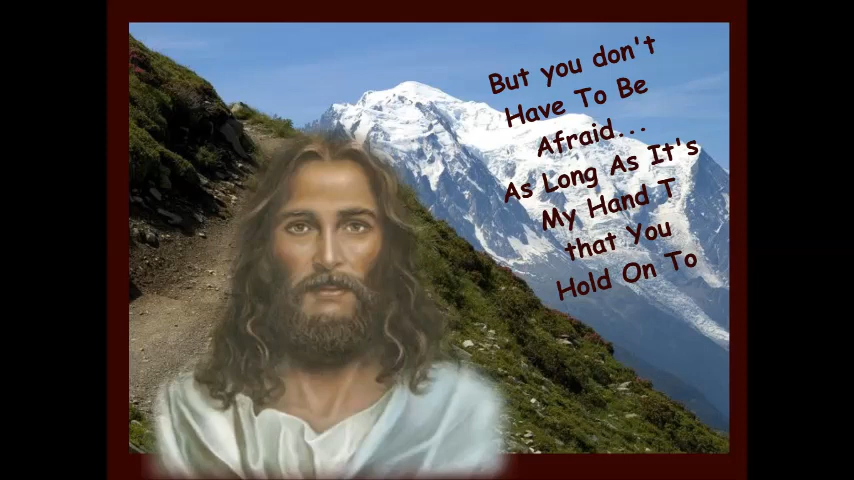 But you don't
Have To Be
Afraid...
As Long As It's
My Hand T
that You
Hold On To